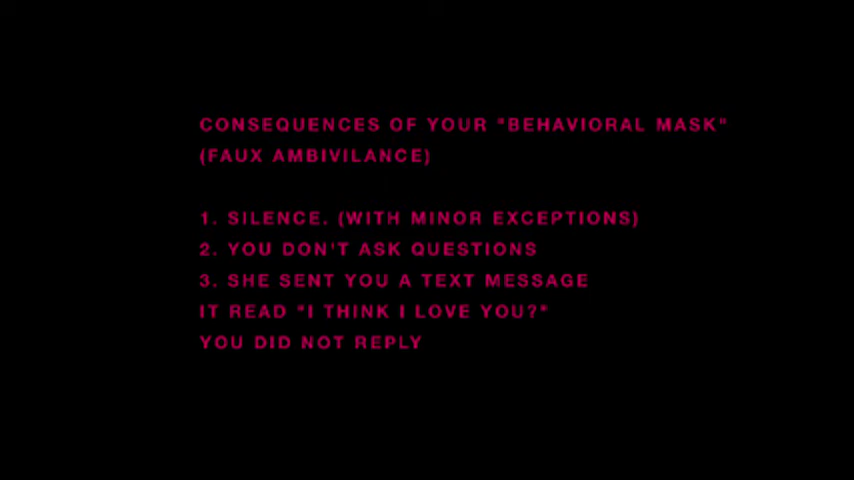 CONSEQUENCES OF YOUR "BEHAVIORAL MASK"
(FAUX AMBIVILANCE)
1. SILENCE. (WITH MINOR EXCEPTIONS)
2. YOU DON'T ASK QUESTIONS
3. SHE SENT YOU A TEXT MESSAGE
IT READ "I THINK I LOVE YOU?"
YOU DID NOT REPLY